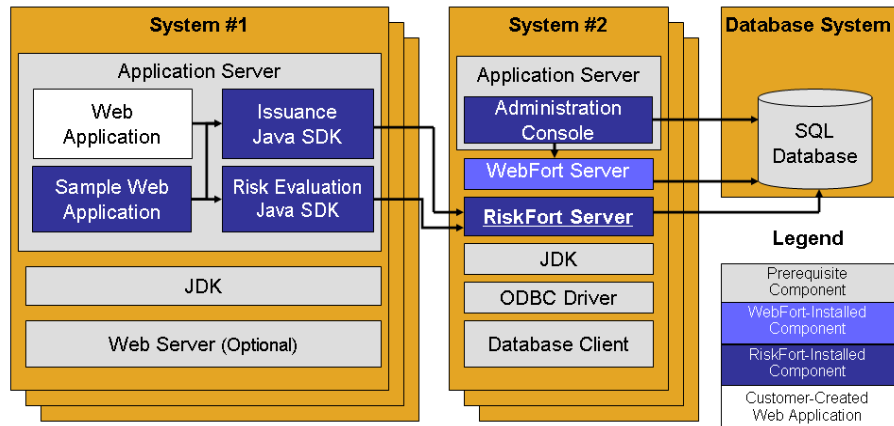 System #1
Application Server
Web
Application
Issuance
Java SDK
Sample Web
Application
Risk Evaluation
Java SDK
JDK
Web Server (Optional)
System #2
Application Server
Administration
Console
WebFort Server
RiskFort Server
JDK
ODBC Driver
Database Client
Database System
SQL
Database
Legend
Prerequisite
Component
WebFort-Installed
Component
RiskFort-Installed
Component
Customer-Created
Web Application